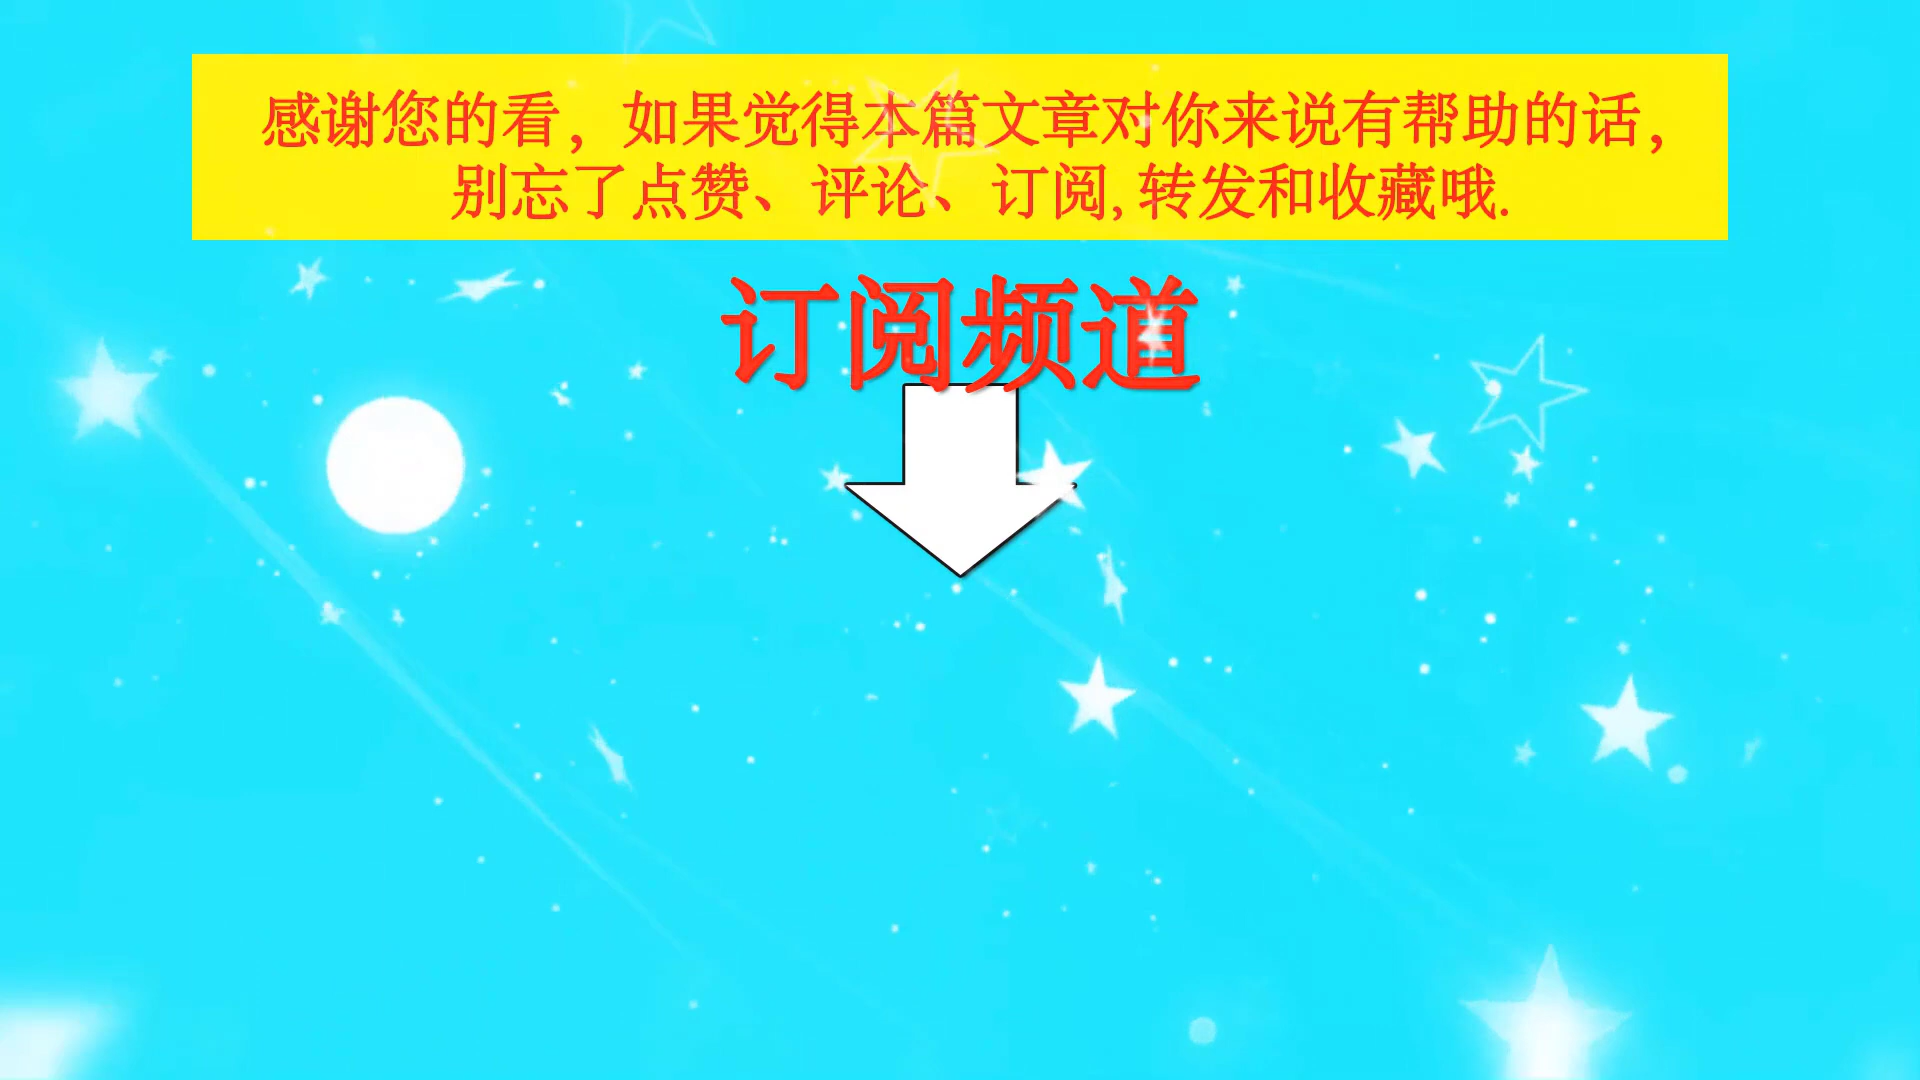 感谢您的看，如果觉得本篇文章对你来说有帮助的话，
别忘了点赞、评论、订阅,转发和收藏哦.
订阅频道